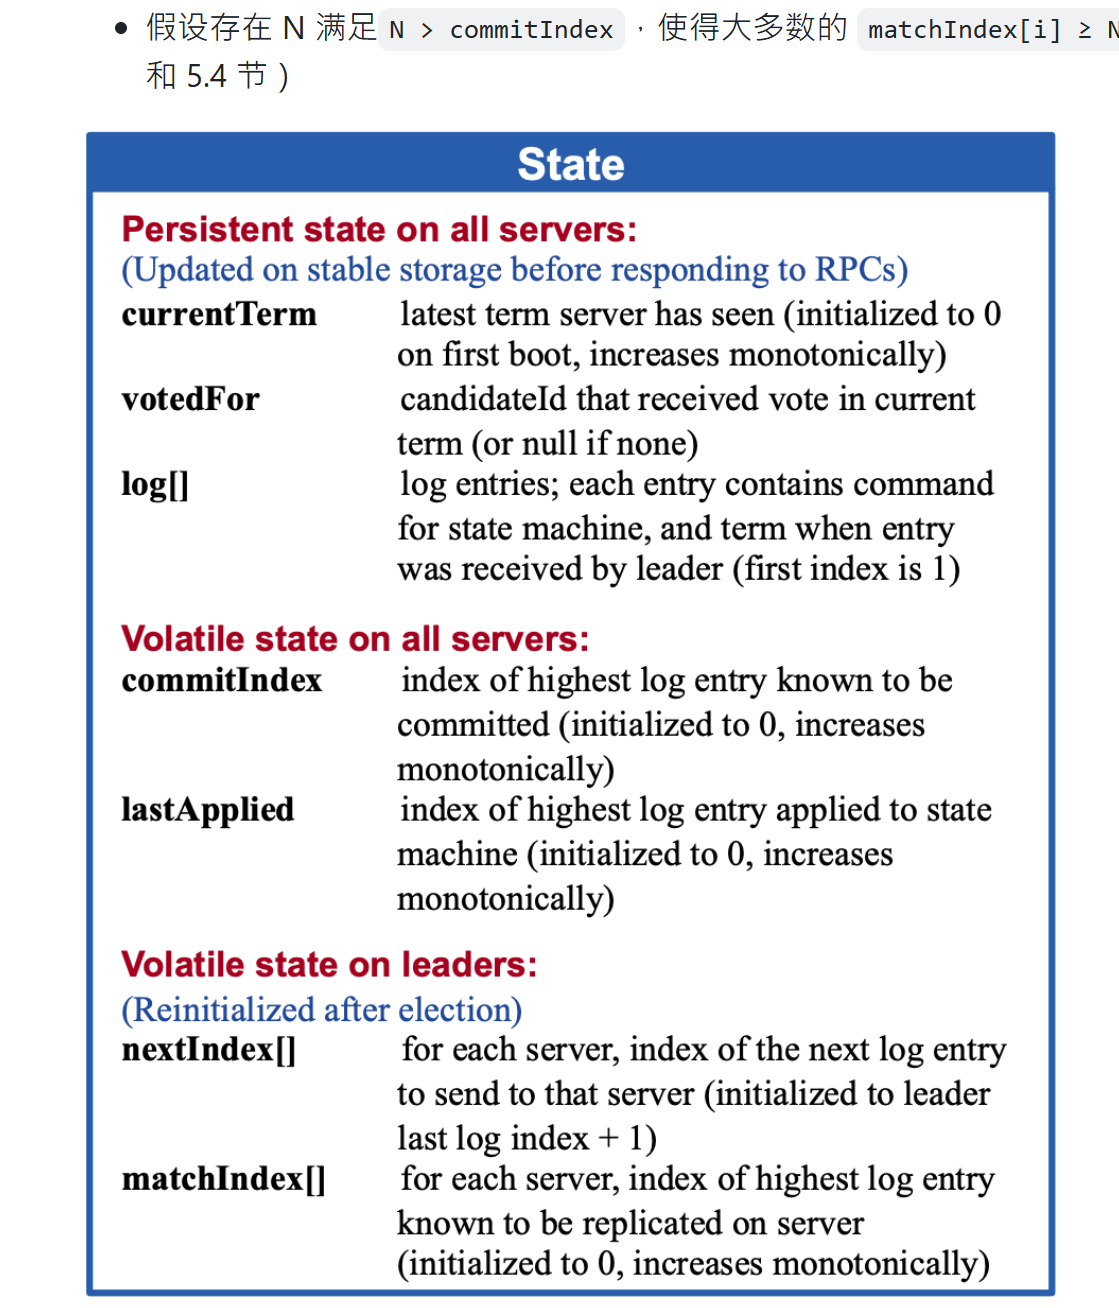 • 假设存在 N 满足 N > commitIndex，使得大多数的 matchIndex[i] ≥ N
和 5.4 节）
State
Persistent state on all servers:
(Updated on stable storage before responding to RPCs)
currentTerm latest term server has seen (initialized to 0
on first boot, increases monotonically)
votedFor candidateId that received vote in current
term (or null if none)
log[] log entries; each entry contains command
for state machine, and term when entry
was received by leader (first index is 1)
Volatile state on all servers:
commitIndex index of highest log entry known to be
committed (initialized to 0, increases
monotonically)
lastApplied index of highest log entry applied to state
machine (initialized to 0, increases
monotonically)
Volatile state on leaders:
(Reinitialized after election)
nextIndex[] for each server, index of the next log entry
to send to that server (initialized to leader
last log index + 1)
matchIndex[] for each server, index of highest log entry
known to be replicated on server
(initialized to 0, increases monotonically)